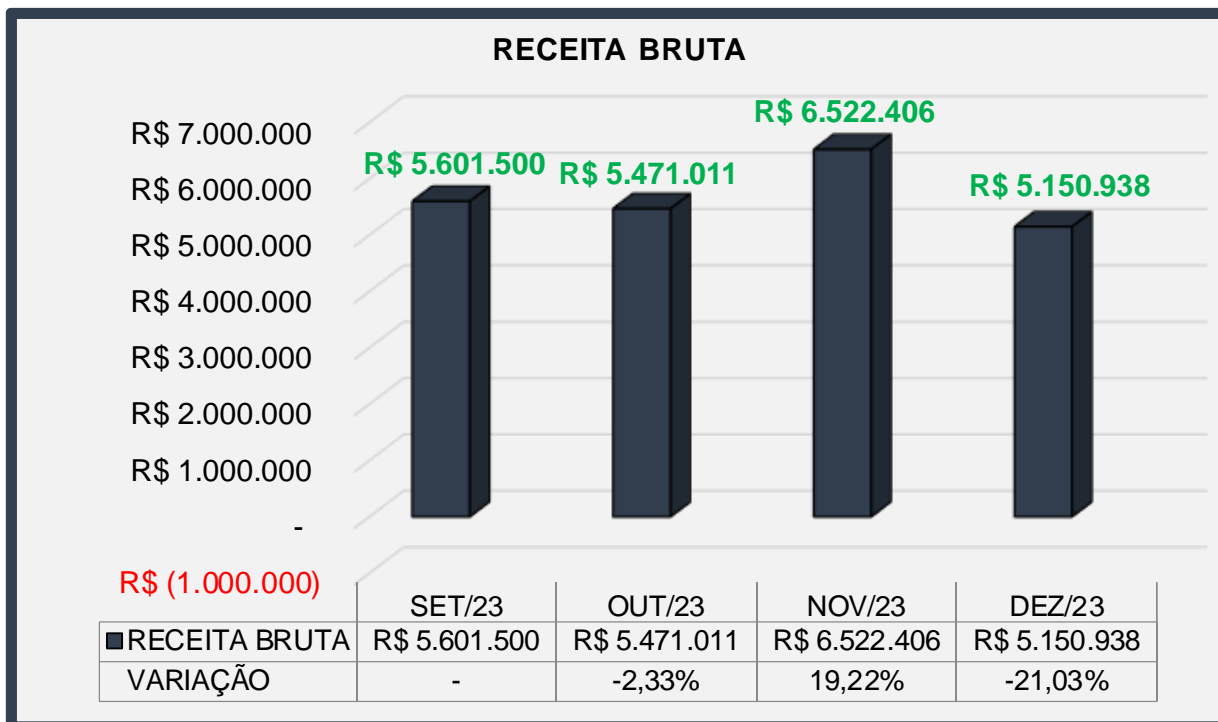 RECEITA BRUTA
R$ 7.000.000
R$ 6.000.000
R$ 5.000.000
R$ 4.000.000
R$ 3.000.000
R$ 2.000.000
R$ 1.000.000
-
R$ (1.000.000)
R$ 5.601.500
R$ 5.471.011
R$ 6.522.406
R$ 5.150.938
SET/23 OUT/23 NOV/23 DEZ/23
RECEITA BRUTA R$ 5.601.500 R$ 5.471.011 R$ 6.522.406 R$ 5.150.938
VARIAÇÃO - -2,33% 19,22% -21,03%